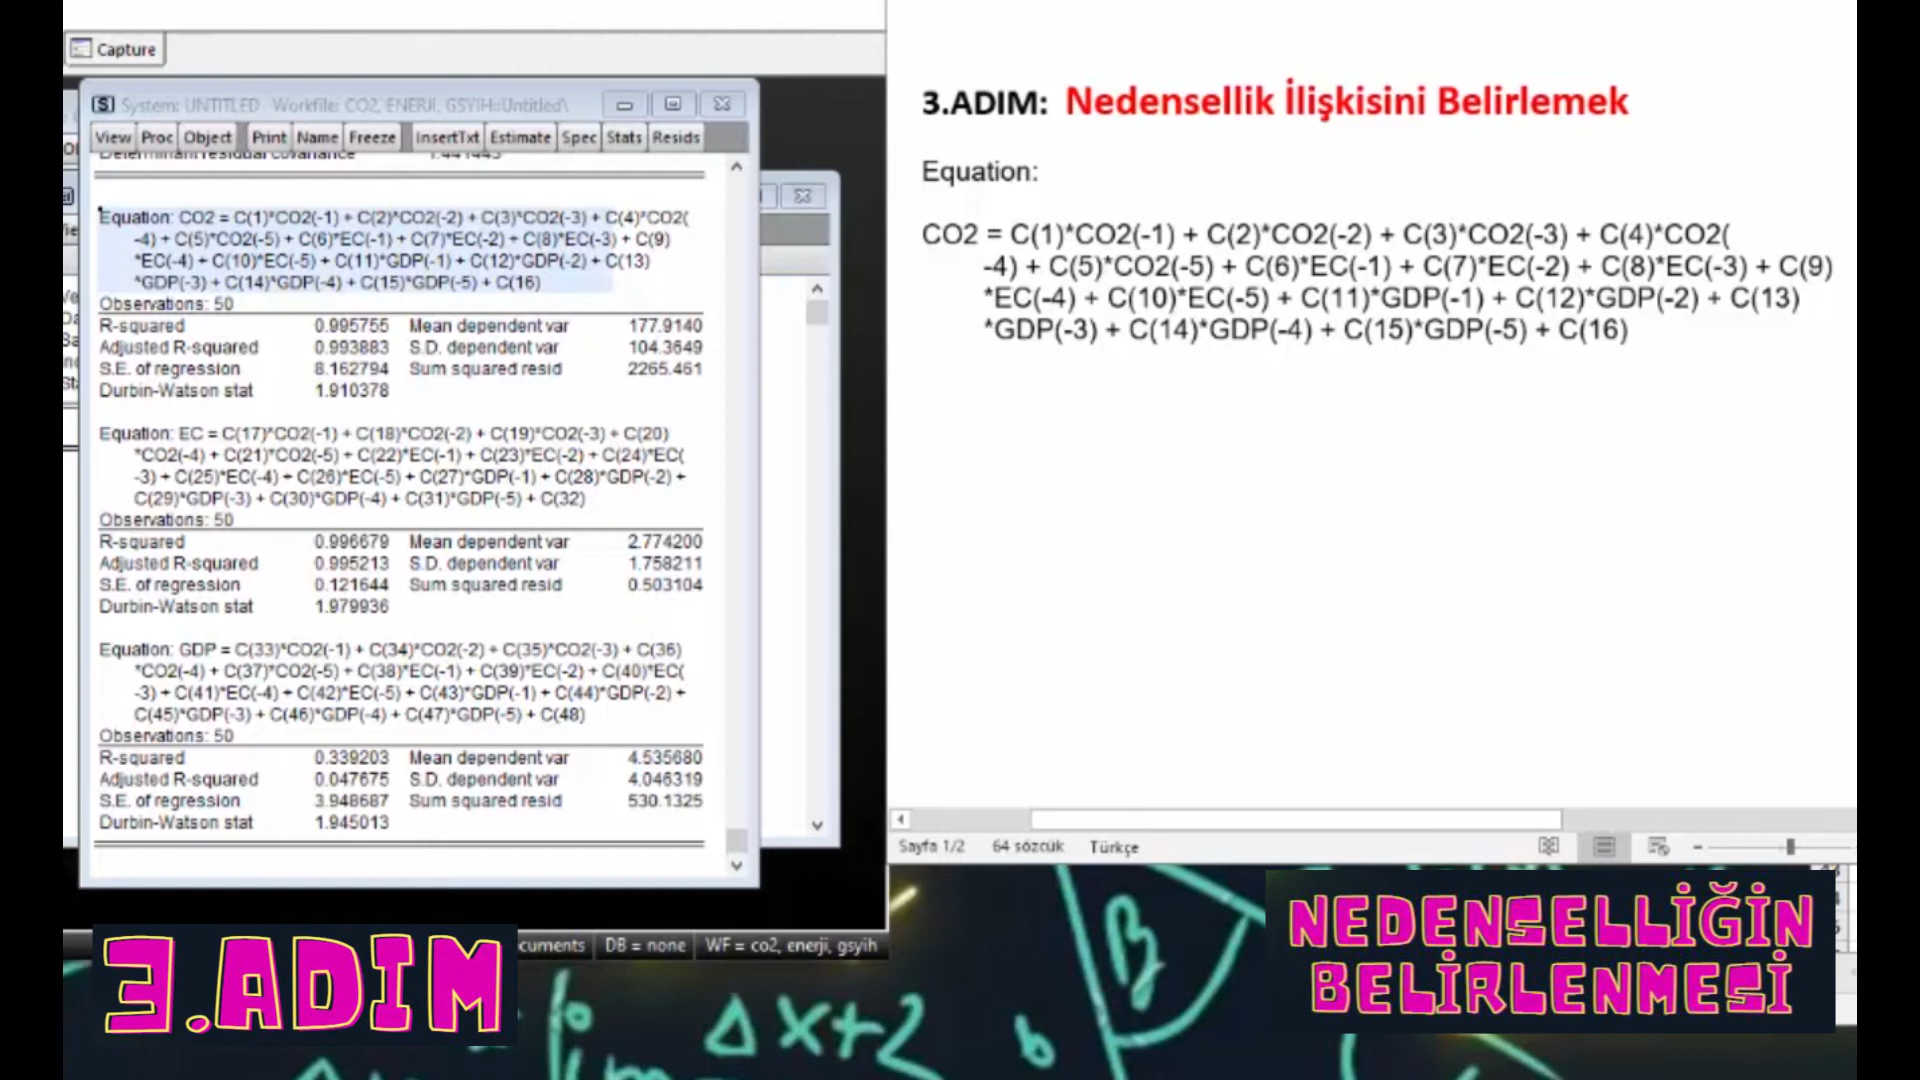 Capture
System: UNTITLED Workfile: CO2, ENERJI, GSYIH::Untitled\
View Proc Object Print Name Freeze InsertTxt Estimate Spec Stats Resids
Determinant residual covariance 1.441443
Equation: CO2 = C(1)*CO2(-1) + C(2)*CO2(-2) + C(3)*CO2(-3) + C(4)*CO2(
-4) + C(5)*CO2(-5) + C(6)*EC(-1) + C(7)*EC(-2) + C(8)*EC(-3) + C(9)
*EC(-4) + C(10)*EC(-5) + C(11)*GDP(-1) + C(12)*GDP(-2) + C(13)
*GDP(-3) + C(14)*GDP(-4) + C(15)*GDP(-5) + C(16)
Observations: 50
R-squared 0.995755 Mean dependent var 177.9140
Adjusted R-squared 0.993883 S.D. dependent var 104.3649
S.E. of regression 8.162794 Sum squared resid 2265.461
Durbin-Watson stat 1.910378
Equation: EC = C(17)*CO2(-1) + C(18)*CO2(-2) + C(19)*CO2(-3) + C(20)
*CO2(-4) + C(21)*CO2(-5) + C(22)*EC(-1) + C(23)*EC(-2) + C(24)*EC(
-3) + C(25)*EC(-4) + C(26)*EC(-5) + C(27)*GDP(-1) + C(28)*GDP(-2) +
C(29)*GDP(-3) + C(30)*GDP(-4) + C(31)*GDP(-5) + C(32)
Observations: 50
R-squared 0.996679 Mean dependent var 2.774200
Adjusted R-squared 0.995213 S.D. dependent var 1.758211
S.E. of regression 0.121644 Sum squared resid 0.503104
Durbin-Watson stat 1.979936
Equation: GDP = C(33)*CO2(-1) + C(34)*CO2(-2) + C(35)*CO2(-3) + C(36)
*CO2(-4) + C(37)*CO2(-5) + C(38)*EC(-1) + C(39)*EC(-2) + C(40)*EC(
-3) + C(41)*EC(-4) + C(42)*EC(-5) + C(43)*GDP(-1) + C(44)*GDP(-2) +
C(45)*GDP(-3) + C(46)*GDP(-4) + C(47)*GDP(-5) + C(48)
Observations: 50
R-squared 0.339203 Mean dependent var 4.535680
Adjusted R-squared 0.047675 S.D. dependent var 4.046319
S.E. of regression 3.948687 Sum squared resid 530.1325
Durbin-Watson stat 1.945013
cuments DB = none WF = co2, enerji, gsyih
3.ADIM: Nedensellik İlişkisini Belirlemek
Equation:
CO2 = C(1)*CO2(-1) + C(2)*CO2(-2) + C(3)*CO2(-3) + C(4)*CO2(
-4) + C(5)*CO2(-5) + C(6)*EC(-1) + C(7)*EC(-2) + C(8)*EC(-3) + C(9)
*EC(-4) + C(10)*EC(-5) + C(11)*GDP(-1) + C(12)*GDP(-2) + C(13)
*GDP(-3) + C(14)*GDP(-4) + C(15)*GDP(-5) + C(16)
Sayfa 1/2 64 sözcük Türkçe
3.ADIM
NEDENSELLİĞİN
BELİRLENMESİ
Δ x+2